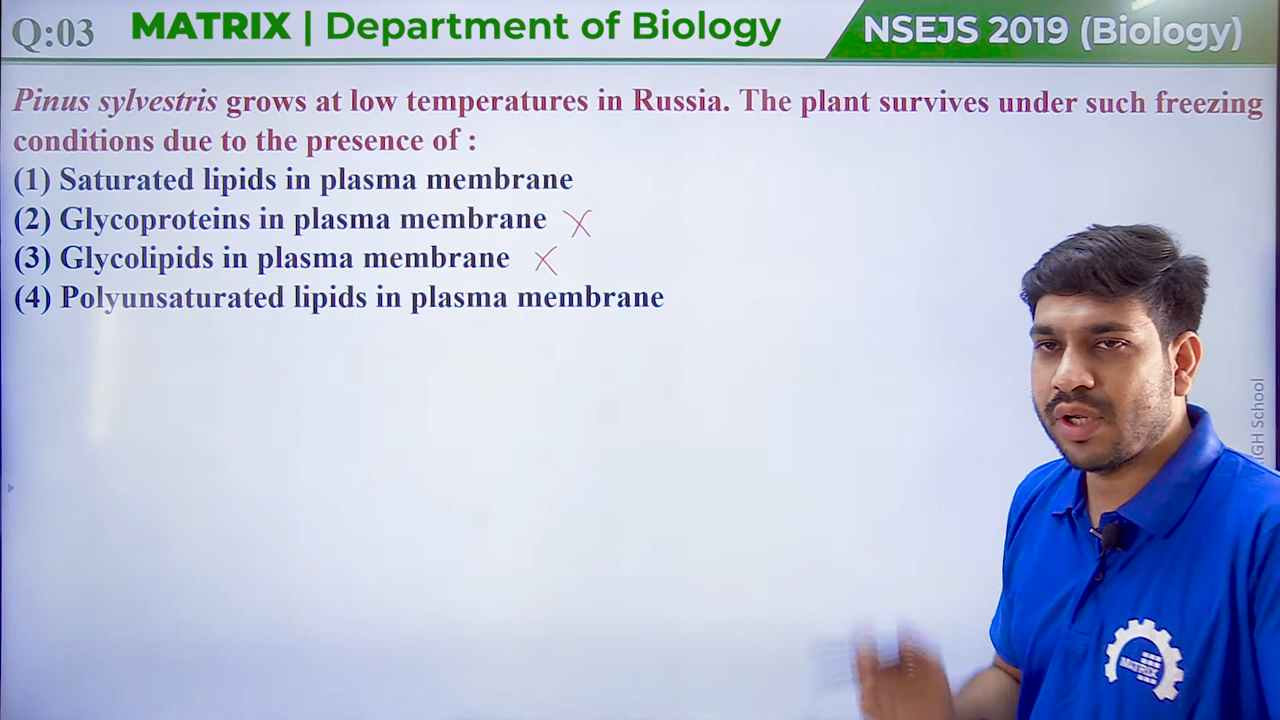 Q:03
MATRIX | Department of Biology
NSEJS 2019 (Biology)
Pinus sylvestris grows at low temperatures in Russia. The plant survives under such freezing
conditions due to the presence of :
(1) Saturated lipids in plasma membrane
(2) Glycoproteins in plasma membrane
(3) Glycolipids in plasma membrane
(4) Polyunsaturated lipids in plasma membrane
School
MATRIX